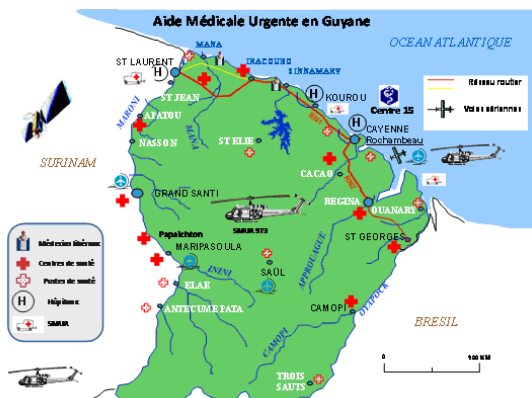 Aide Médicale Urgente en Guyane
OCEAN ATLANTIQUE
MANA
ST LAURENT
H
IRACOUBO
SINNAMARY
KOUROU
H
Centre 15
Réseau routier
Voies aériennes
ST JEAN
MARONI
APATOU
MANA
NASSON
ST ELIE
RN1
H
CAYENNE
Rochambeau
SURINAM
CACAO
RN2
GRAND SANTI
SMUR 973
REGINA
OUANARY
Papaïchton
MARIPASOULA
ST GEORGES
APPROUAGUE
ININI
SAÜL
ELAE
ANTECUME PATA
CAMOPI
OYAPOCK
CAMOPI
BRESIL
TROIS
SAUTS
Médecins libéraux
Centres de santé
Postes de santé
H
Hôpitaux
SMUR
0
100 KM